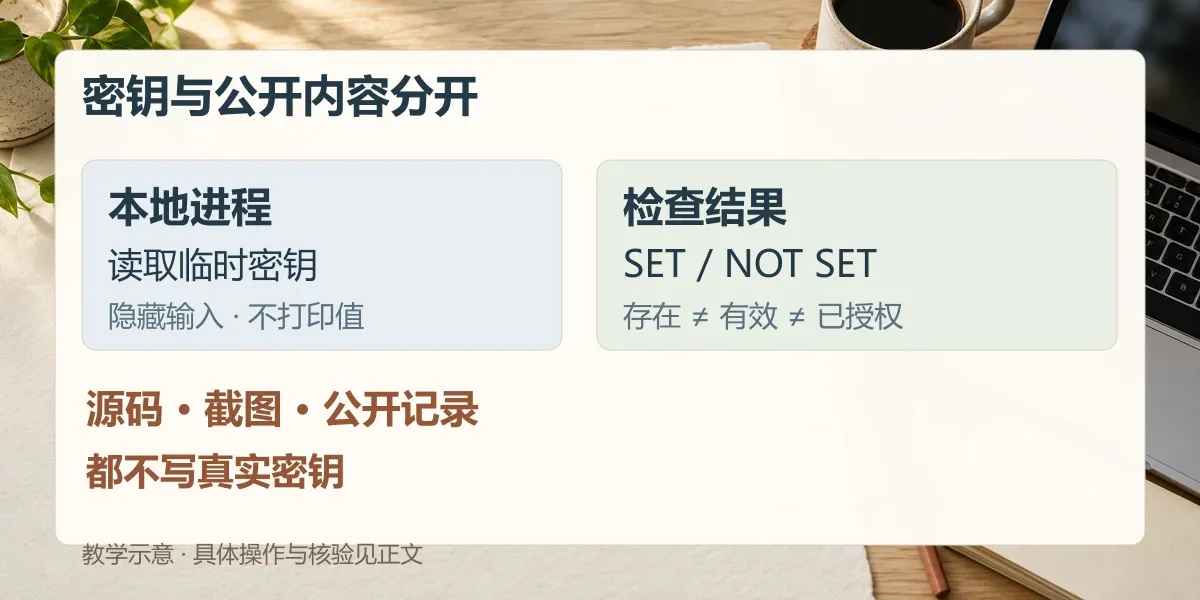 密钥与公开内容分开
本地进程
读取临时密钥
隐藏输入 · 不打印值
检查结果
SET / NOT SET
存在 ≠ 有效 ≠ 已授权
源码 · 截图 · 公开记录
都不写真实密钥
教学示意 · 具体操作与核验见正文